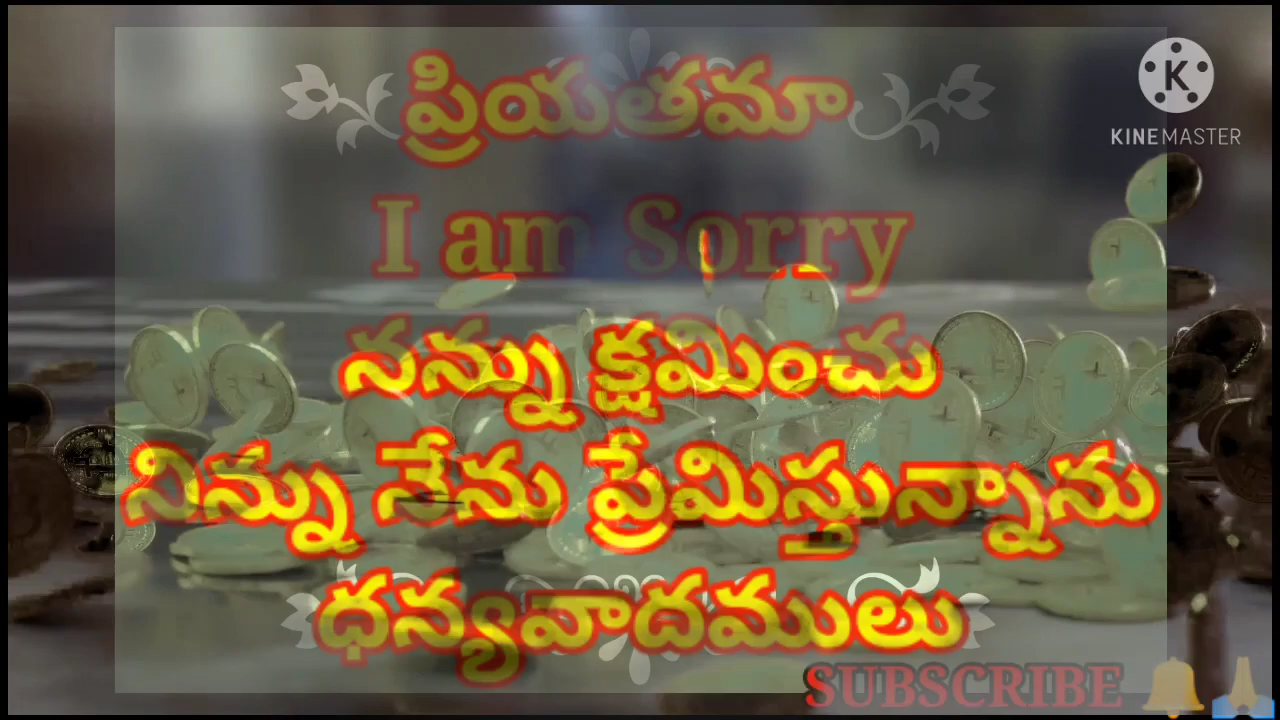 ప్రియతమా
KINEMASTER
I am Sorry
నన్ను క్షమించు
నిన్ను నేను ప్రేమిస్తున్నాను
ధన్యవాదములు
SUBSCRIBE